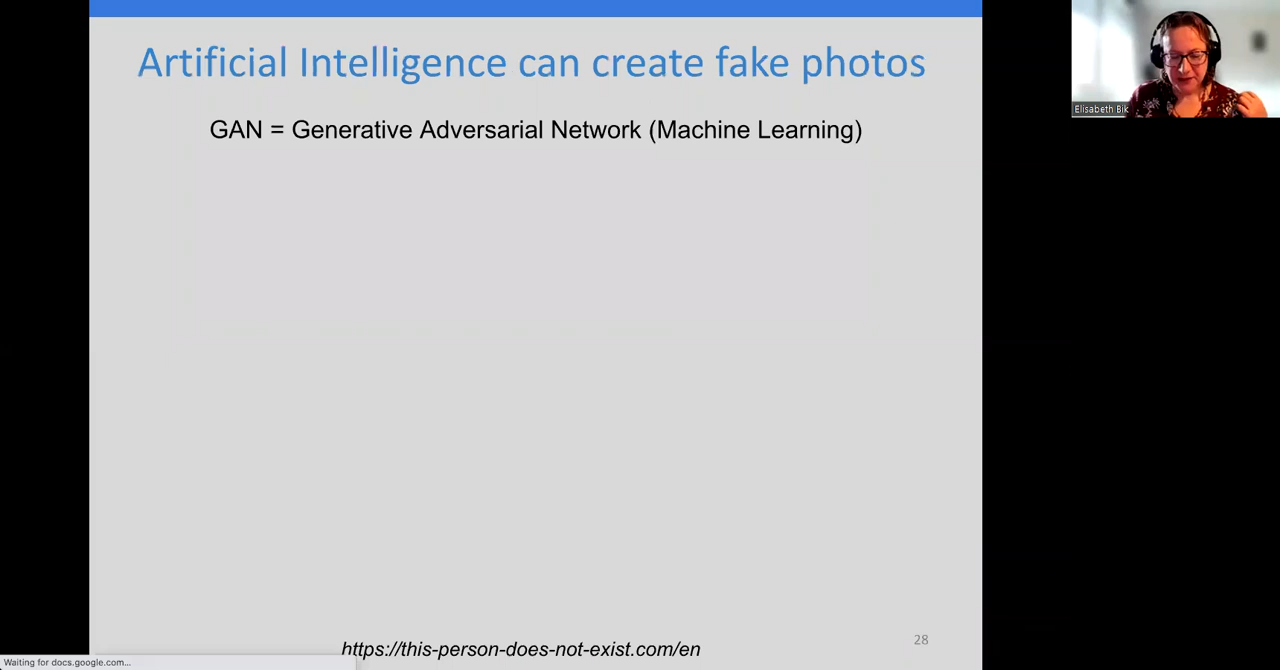 Artificial Intelligence can create fake photos
GAN = Generative Adversarial Network (Machine Learning)
Elisabeth Bik
https://this-person-does-not-exist.com/en
28
Waiting for docs.google.com...